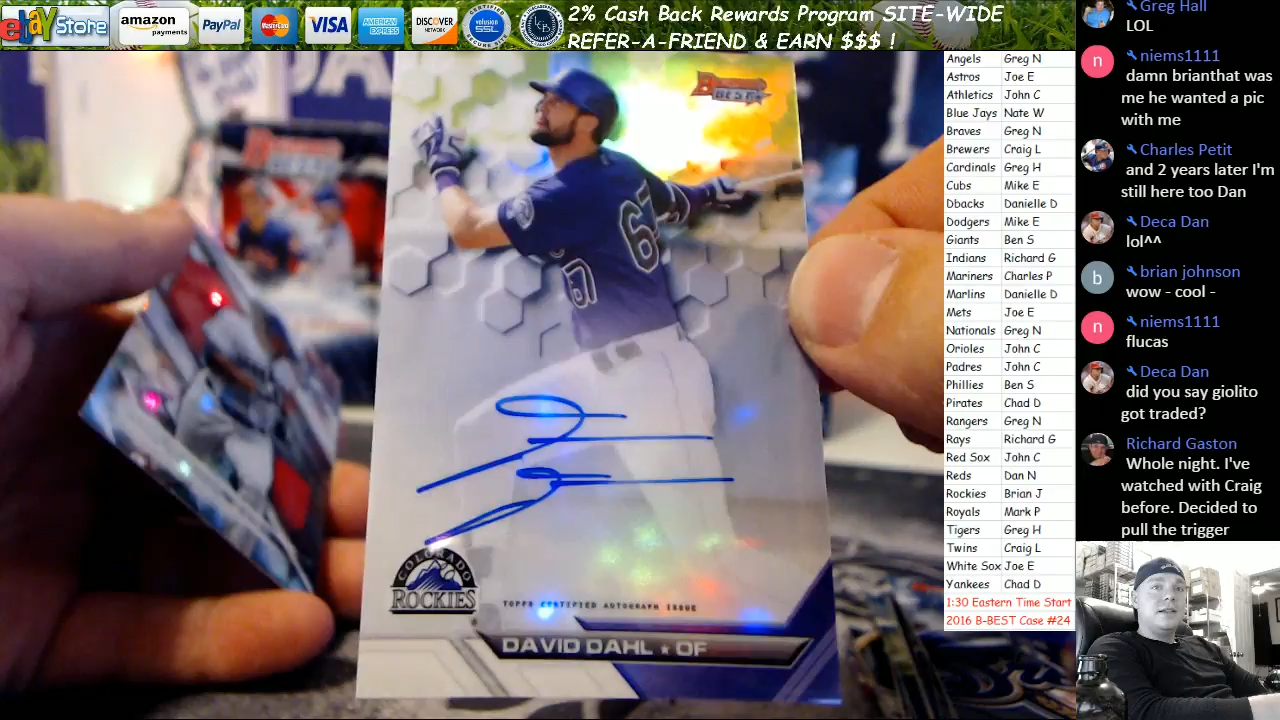 ebay Store
amazon
payments
PayPal
MasterCard
VISA
AMERICAN
EXPRESS
DISCOVER
NETWORK
volusion
SSL
2% Cash Back Rewards Program SITE-WIDE
REFER-A-FRIEND & EARN $$$ !
BEST
67
67
COLORADO
ROCKIES
TOPPS CERTIFIED AUTOGRAPH ISSUE
DAVID DAHL ★ OF
Angels Greg N
Astros Joe E
Athletics John C
Blue Jays Nate W
Braves Greg N
Brewers Craig L
Cardinals Greg H
Cubs Mike E
Dbacks Danielle D
Dodgers Mike E
Giants Ben S
Indians Richard G
Mariners Charles P
Marlins Danielle D
Mets Joe E
Nationals Greg N
Orioles John C
Padres John C
Phillies Ben S
Pirates Chad D
Rangers Greg N
Rays Richard G
Red Sox John C
Reds Dan N
Rockies Brian J
Royals Mark P
Tigers Greg H
Twins Craig L
White Sox Joe E
Yankees Chad D
1:30 Eastern Time Start
2016 B-BEST Case #24
Greg Hall
LOL
n
niems1111
damn brianthat was
me he wanted a pic
with me
Charles Petit
and 2 years later I'm
still here too Dan
Deca Dan
lol^^
b
brian johnson
wow - cool -
n
niems1111
flucas
Deca Dan
did you say giolito
got traded?
Richard Gaston
Whole night. I've
watched with Craig
before. Decided to
pull the trigger